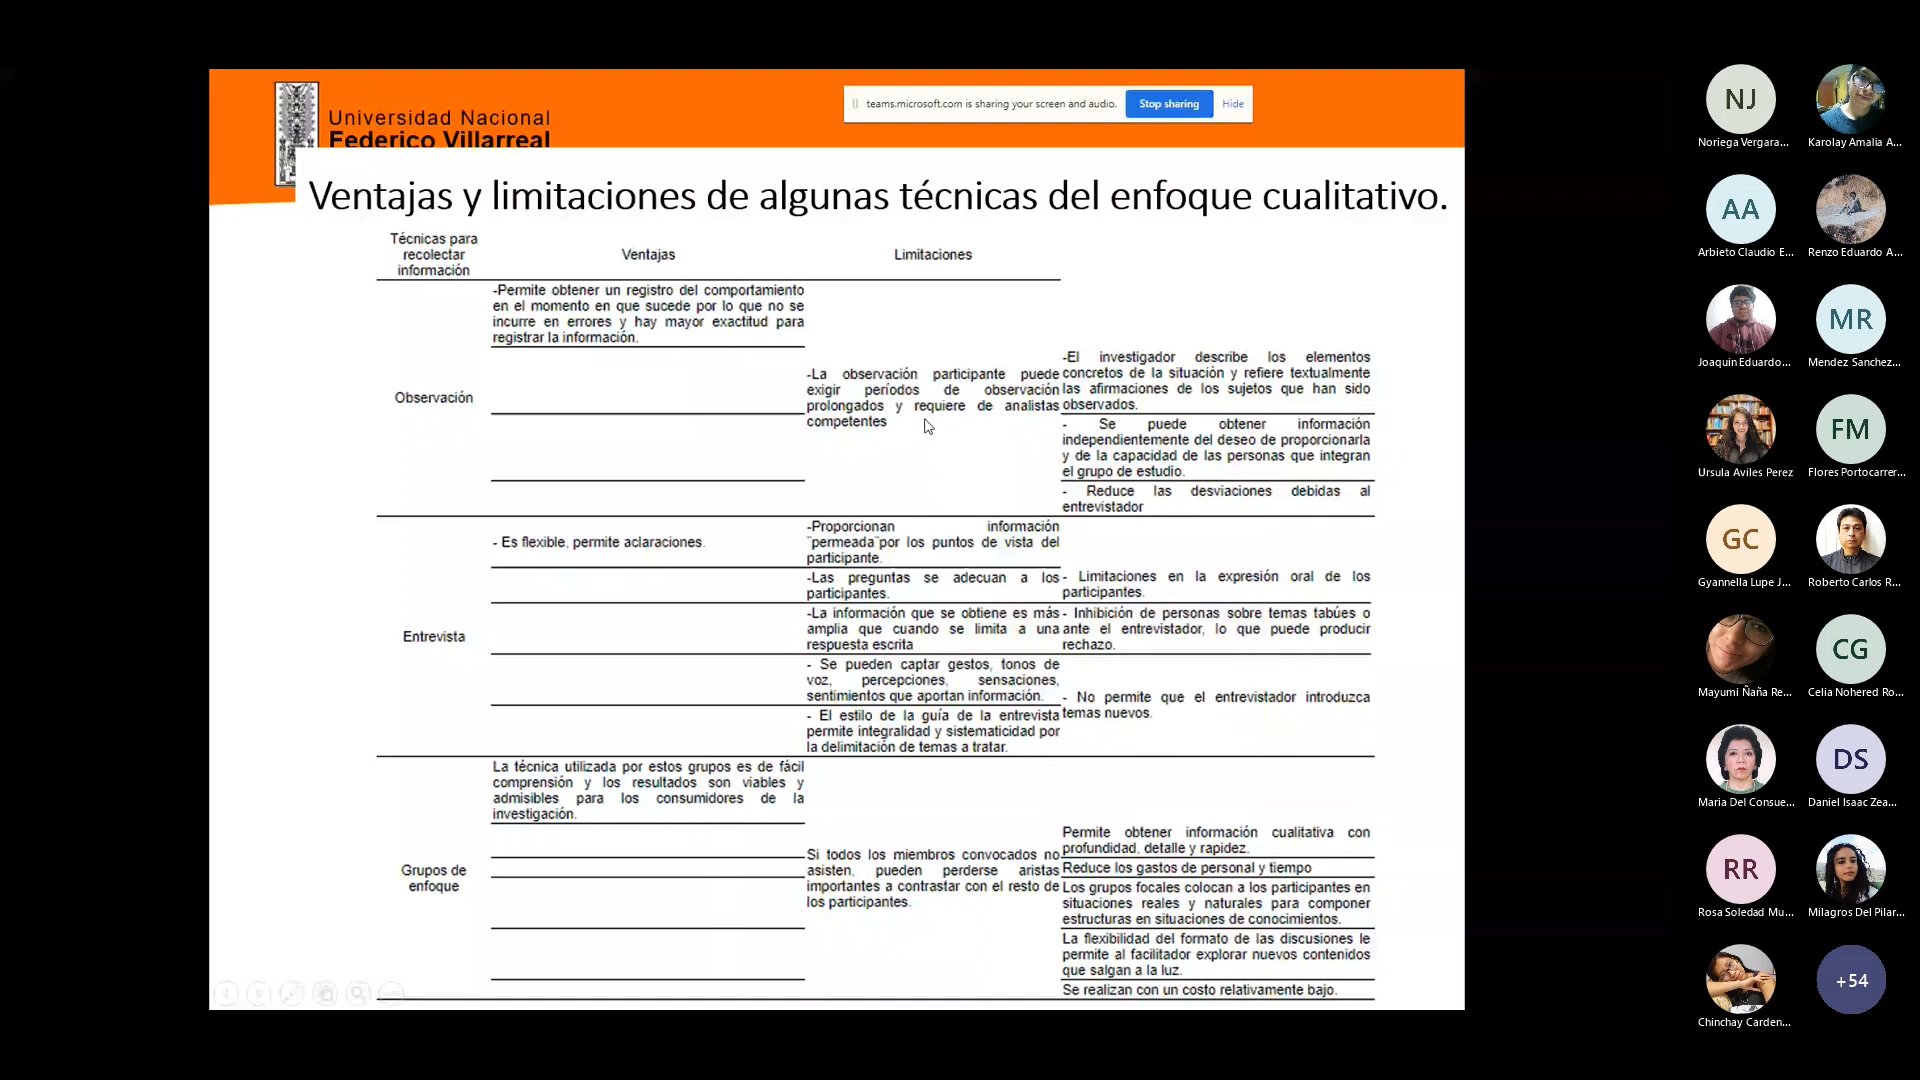 Universidad Nacional
Federico Villarreal
teams.microsoft.com is sharing your screen and audio.
Stop sharing
Hide
Ventajas y limitaciones de algunas técnicas del enfoque cualitativo.
Técnicas para
recolectar
información
Ventajas
Limitaciones
Observación
-Permite obtener un registro del comportamiento
en el momento en que sucede por lo que no se
incurre en errores y hay mayor exactitud para
registrar la información.
-La observación participante puede
exigir períodos de observación
prolongados y requiere de analistas
competentes
-El investigador describe los elementos
concretos de la situación y refiere textualmente
las afirmaciones de los sujetos que han sido
observados.
- Se puede obtener información
independientemente del deseo de proporcionarla
y de la capacidad de las personas que integran
el grupo de estudio.
- Reduce las desviaciones debidas al
entrevistador
Entrevista
- Es flexible, permite aclaraciones.
-Proporcionan información
¨permeada¨por los puntos de vista del
participante.
-Las preguntas se adecuan a los
participantes.
-La información que se obtiene es más
amplia que cuando se limita a una
respuesta escrita
- Se pueden captar gestos, tonos de
voz, percepciones, sensaciones,
sentimientos que aportan información.
- El estilo de la guía de la entrevista
permite integralidad y sistematicidad por
la delimitación de temas a tratar.
- Limitaciones en la expresión oral de los
participantes.
- Inhibición de personas sobre temas tabúes o
ante el entrevistador, lo que puede producir
rechazo.
- No permite que el entrevistador introduzca
temas nuevos.
Grupos de
enfoque
La técnica utilizada por estos grupos es de fácil
comprensión y los resultados son viables y
admisibles para los consumidores de la
investigación.
Si todos los miembros convocados no
asisten, pueden perderse aristas
importantes a contrastar con el resto de
los participantes.
Permite obtener información cualitativa con
profundidad, detalle y rapidez.
Reduce los gastos de personal y tiempo
Los grupos focales colocan a los participantes en
situaciones reales y naturales para componer
estructuras en situaciones de conocimientos.
La flexibilidad del formato de las discusiones le
permite al facilitador explorar nuevos contenidos
que salgan a la luz.
Se realizan con un costo relativamente bajo.
NJ
Noriega Vergara...
Karolay Amalia A...
AA
Arbieto Claudio E...
Renzo Eduardo A...
Joaquin Eduardo...
MR
Mendez Sanchez...
Ursula Aviles Perez
FM
Flores Portocarrer...
GC
Gyannella Lupe J...
Roberto Carlos R...
Mayumi Ñaña Re...
CG
Celia Nohered Ro...
Maria Del Consue...
DS
Daniel Isaac Zea...
RR
Rosa Soledad Mu...
Milagros Del Pilar...
Chinchay Carden...
+54